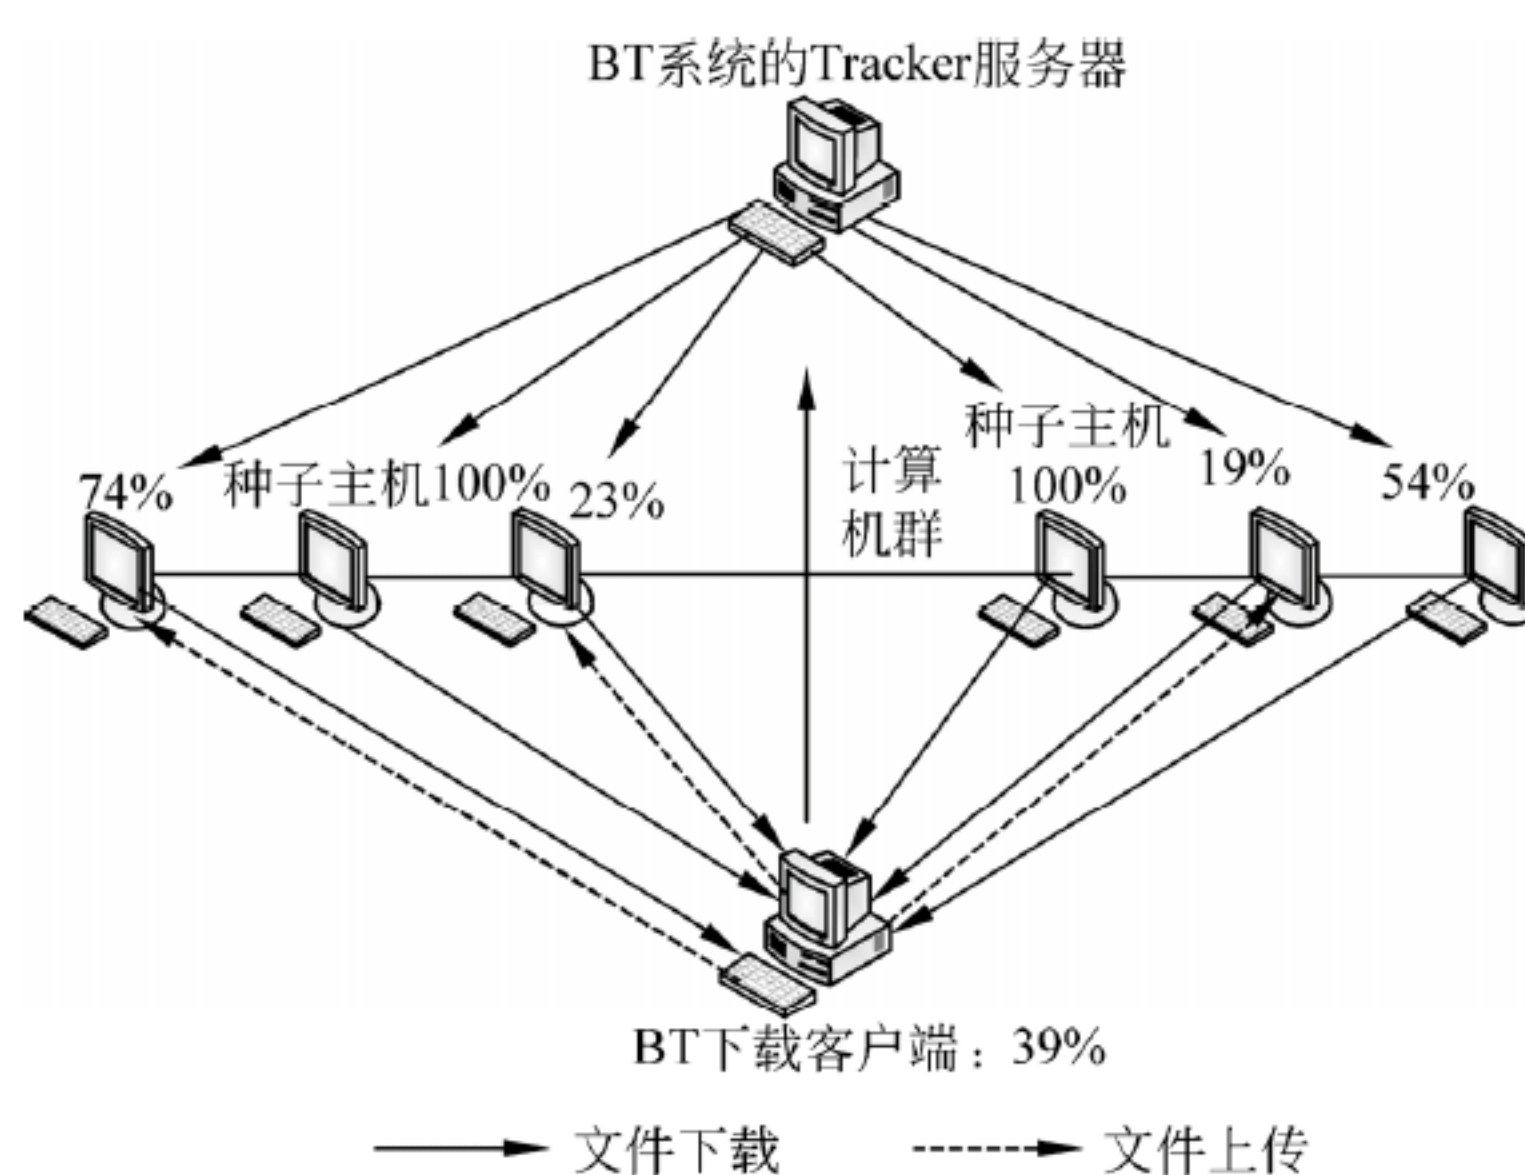 BT系统的Tracker服务器
74%
种子主机100%
23%
计算
机群
种子主机
100%
19%
54%
BT下载客户端：39%
文件下载
文件上传